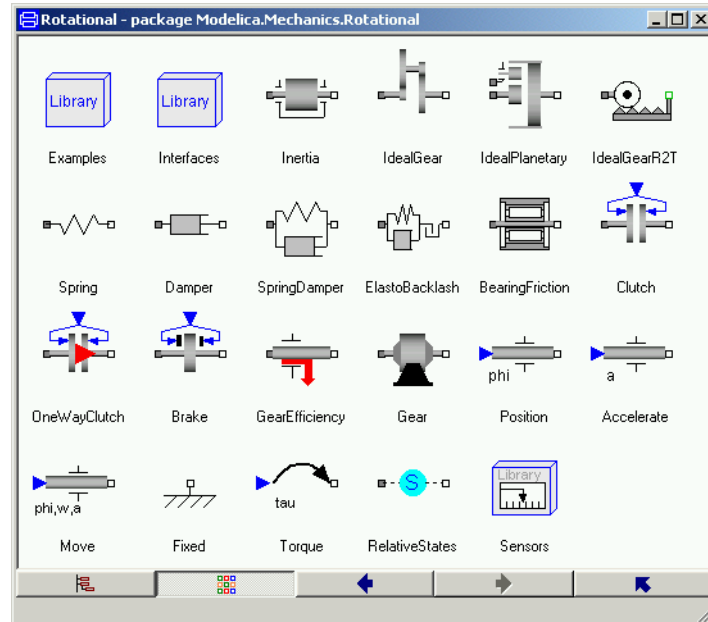 Rotational - package Modelica.Mechanics.Rotational
Library Library
Examples Interfaces Inertia IdealGear IdealPlanetary IdealGearR2T
Spring Damper SpringDamper ElastoBacklash BearingFriction Clutch
phi a
OneWayClutch Brake GearEfficiency Gear Position Accelerate
Library
S
phi,w,a tau
Move Fixed Torque RelativeStates Sensors